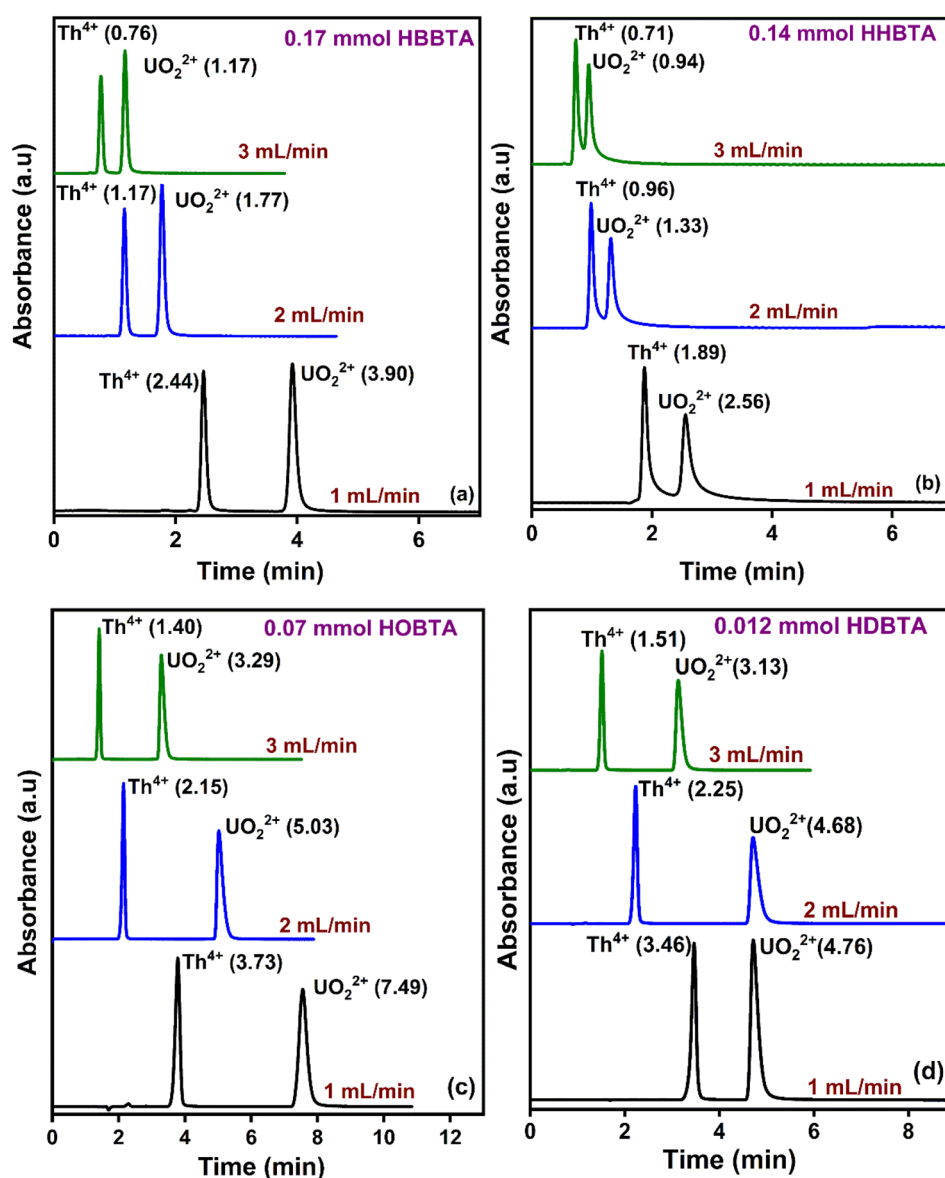 0.17 mmol HBBTA
Th⁴⁺ (0.76)
UO₂²⁺ (1.17)
3 mL/min
Th⁴⁺ (1.17)
UO₂²⁺ (1.77)
2 mL/min
Th⁴⁺ (2.44)
UO₂²⁺ (3.90)
1 mL/min
(a)
Absorbance (a.u)
0 2 4 6
Time (min)
0.14 mmol HHBTA
Th⁴⁺ (0.71)
UO₂²⁺ (0.94)
3 mL/min
Th⁴⁺ (0.96)
UO₂²⁺ (1.33)
2 mL/min
Th⁴⁺ (1.89)
UO₂²⁺ (2.56)
1 mL/min
(b)
Absorbance (a.u)
0 2 4 6
Time (min)
0.07 mmol HOBTA
Th⁴⁺ (1.40)
UO₂²⁺ (3.29)
3 mL/min
Th⁴⁺ (2.15)
UO₂²⁺ (5.03)
2 mL/min
Th⁴⁺ (3.73)
UO₂²⁺ (7.49)
1 mL/min
(c)
Absorbance (a.u)
0 2 4 6 8 10 12
Time (min)
0.012 mmol HDBTA
Th⁴⁺ (1.51)
UO₂²⁺(3.13)
3 mL/min
Th⁴⁺ (2.25)
UO₂²⁺(4.68)
2 mL/min
Th⁴⁺ (3.46)
UO₂²⁺(4.76)
1 mL/min
(d)
Absorbance (a.u)
0 2 4 6 8
Time (min)